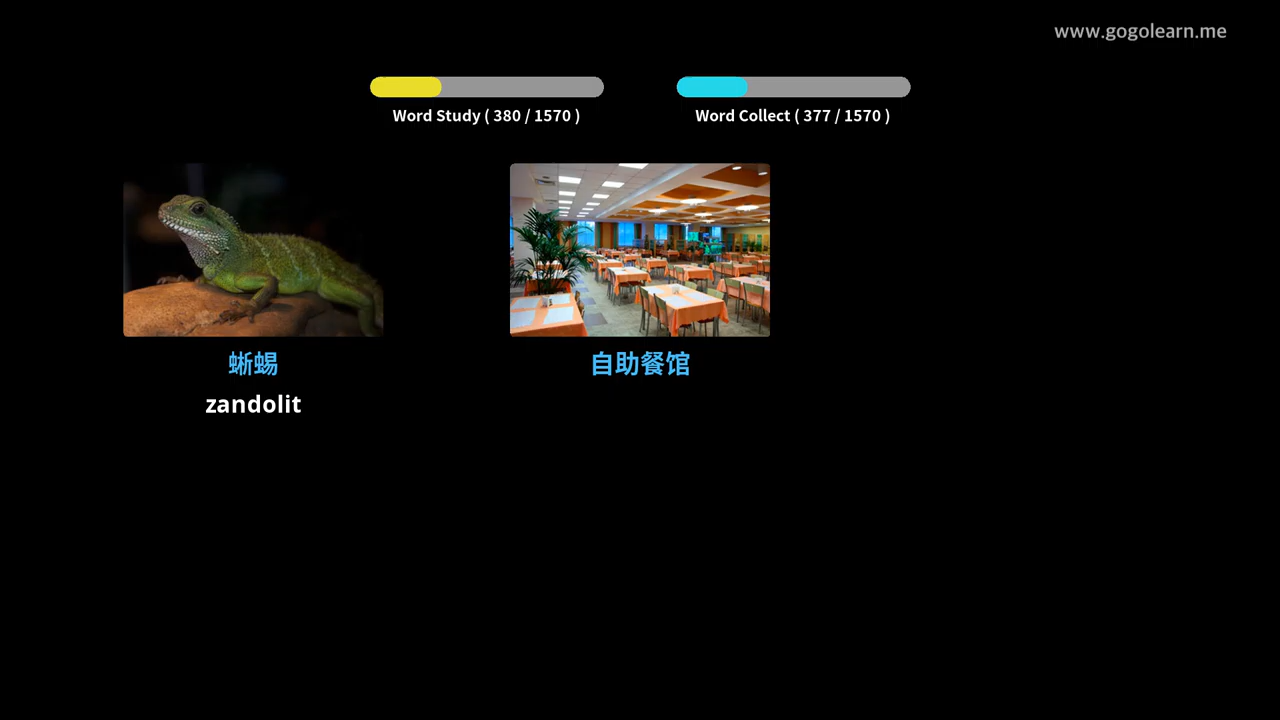 www.gogolearn.me
Word Study ( 380 / 1570 )
Word Collect ( 377 / 1570 )
蜥蜴
zandolit
自助餐馆